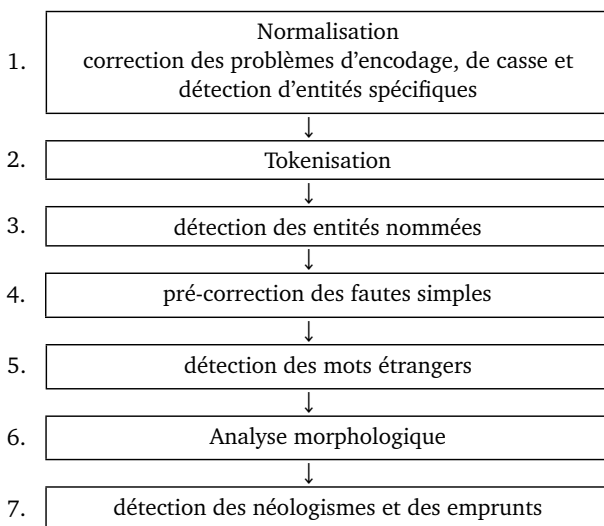 Normalisation
1. correction des problèmes d'encodage, de casse et
détection d'entités spécifiques
↓
2. Tokenisation
↓
3. détection des entités nommées
↓
4. pré-correction des fautes simples
↓
5. détection des mots étrangers
↓
6. Analyse morphologique
↓
7. détection des néologismes et des emprunts